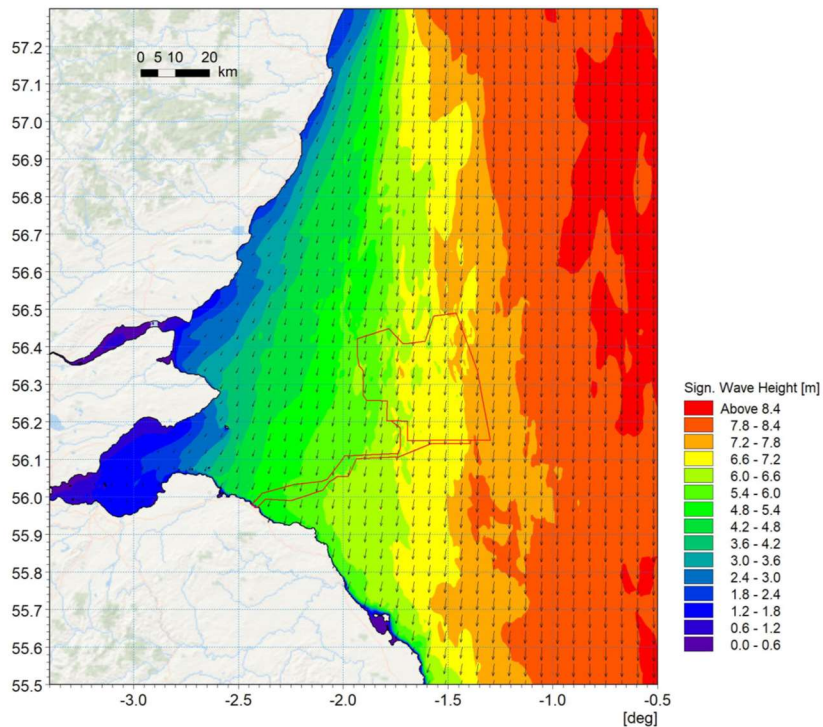 57.2
57.1
57.0
56.9
56.8
56.7
56.6
56.5
56.4
56.3
56.2
56.1
56.0
55.9
55.8
55.7
55.6
55.5
0 5 10 20
km
-3.0 -2.5 -2.0 -1.5 -1.0 -0.5
[deg]
Sign. Wave Height [m]
Above 8.4
7.8 - 8.4
7.2 - 7.8
6.6 - 7.2
6.0 - 6.6
5.4 - 6.0
4.8 - 5.4
4.2 - 4.8
3.6 - 4.2
3.0 - 3.6
2.4 - 3.0
1.8 - 2.4
1.2 - 1.8
0.6 - 1.2
0.0 - 0.6